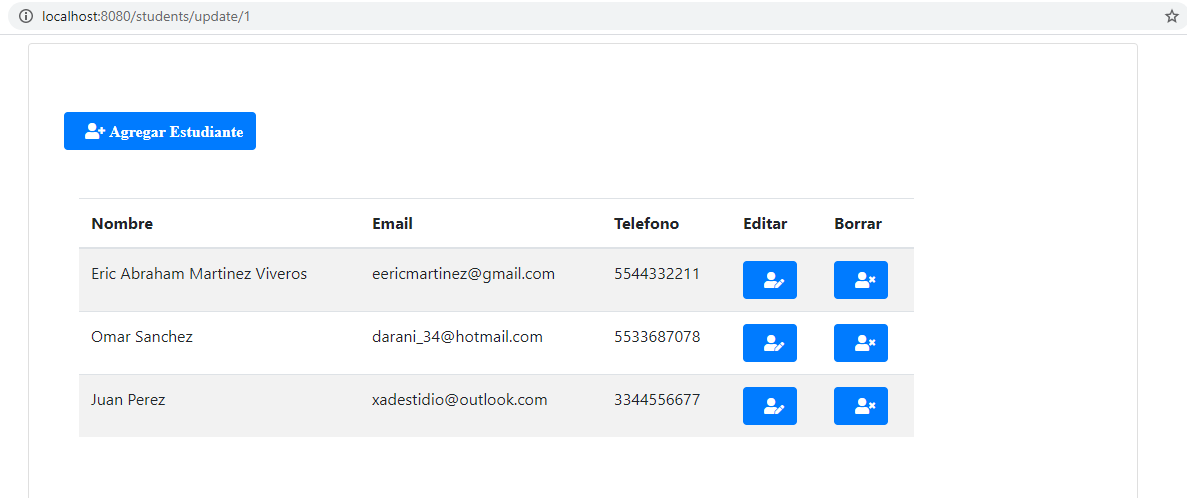 localhost:8080/students/update/1
Agregar Estudiante
Nombre Email Telefono Editar Borrar
Eric Abraham Martinez Viveros eericmartinez@gmail.com 5544332211
Omar Sanchez darani_34@hotmail.com 5533687078
Juan Perez xadestidio@outlook.com 3344556677